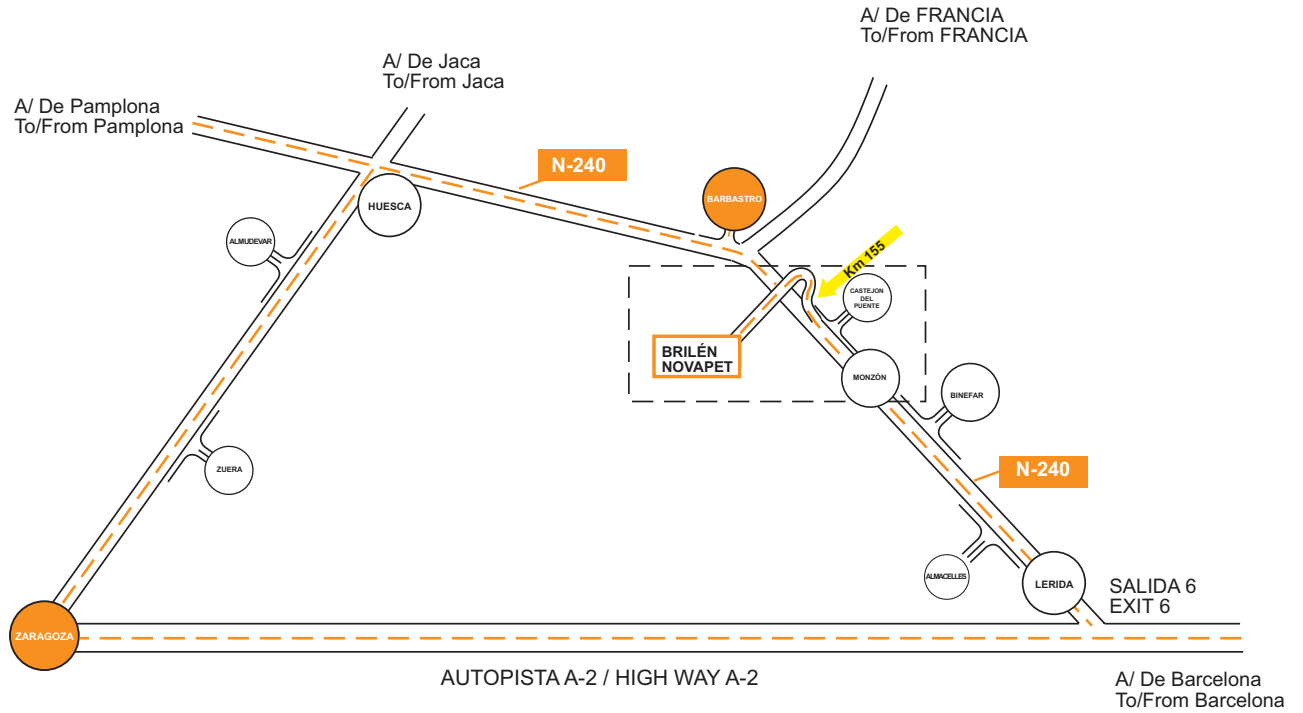 A/ De FRANCIA
To/From FRANCIA
A/ De Jaca
To/From Jaca
A/ De Pamplona
To/From Pamplona
N-240
BARBASTRO
HUESCA
ALMUDEVAR
Km 155
CASTEJON
DEL
PUENTE
BRILÉN
NOVAPET
MONZÓN
BINEFAR
ZUERA
N-240
ALMACELLES
LERIDA
SALIDA 6
EXIT 6
ZARAGOZA
AUTOPISTA A-2 / HIGH WAY A-2
A/ De Barcelona
To/From Barcelona